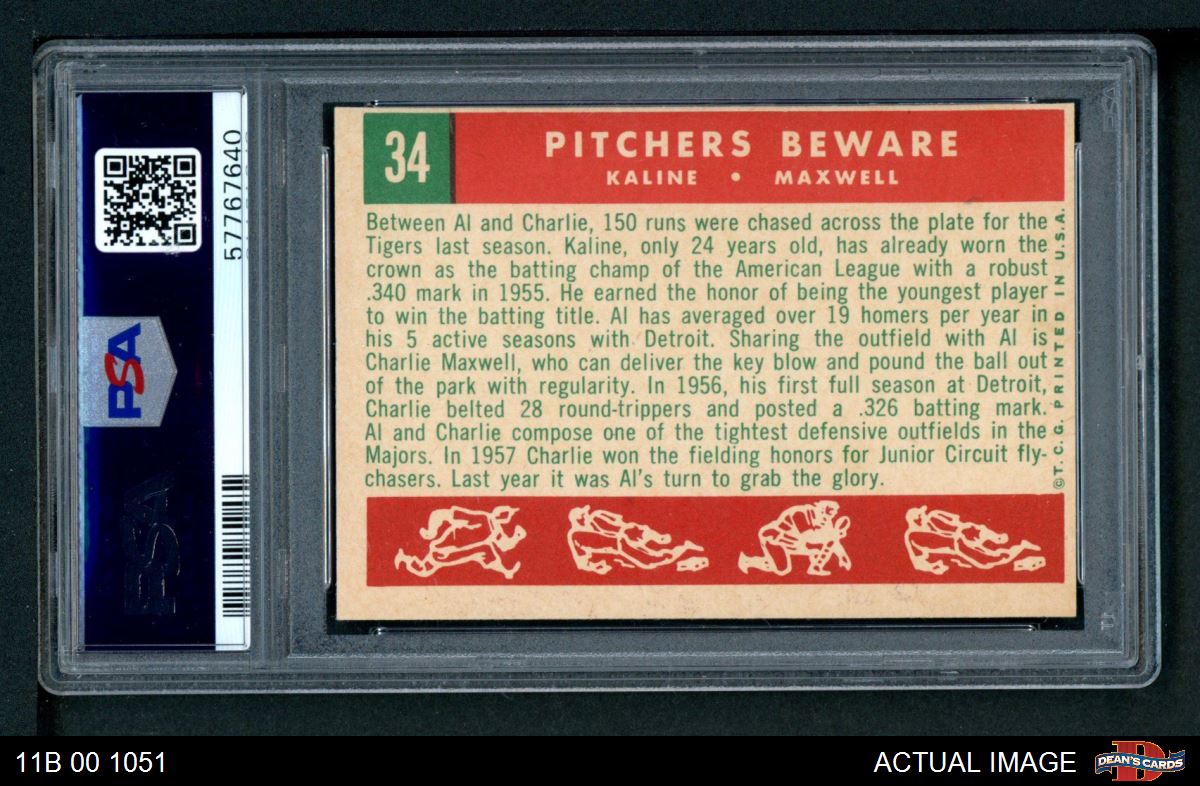 34
PITCHERS BEWARE
KALINE • MAXWELL
Between Al and Charlie, 150 runs were chased across the plate for the
Tigers last season. Kaline, only 24 years old, has already worn the
crown as the batting champ of the American League with a robust
.340 mark in 1955. He earned the honor of being the youngest player
to win the batting title. Al has averaged over 19 homers per year in
his 5 active seasons with Detroit. Sharing the outfield with Al is
Charlie Maxwell, who can deliver the key blow and pound the ball out
of the park with regularity. In 1956, his first full season at Detroit,
Charlie belted 28 round-trippers and posted a .326 batting mark.
Al and Charlie compose one of the tightest defensive outfields in the
Majors. In 1957 Charlie won the fielding honors for Junior Circuit fly-
chasers. Last year it was Al's turn to grab the glory.
©T. C. G. PRINTED IN U.S.A.
57767640
PSA
PSA
11B 00 1051
ACTUAL IMAGE
D
DEAN'S CARDS